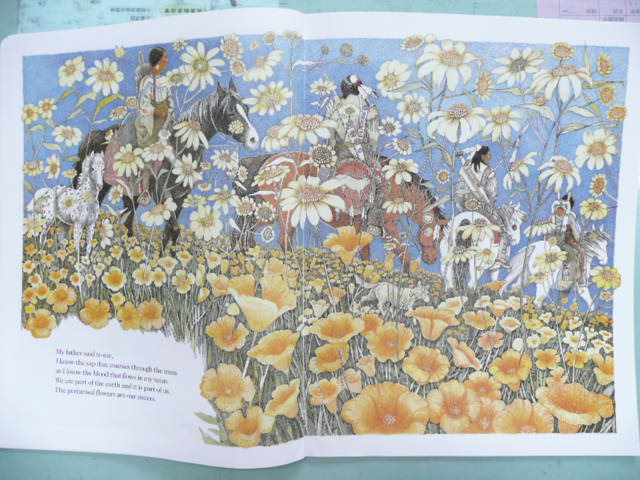 My father said to me,
I know the sap that courses through the trees
as I know the blood that flows in my veins.
We are part of the earth and it is part of us.
The perfumed flowers are our sisters.